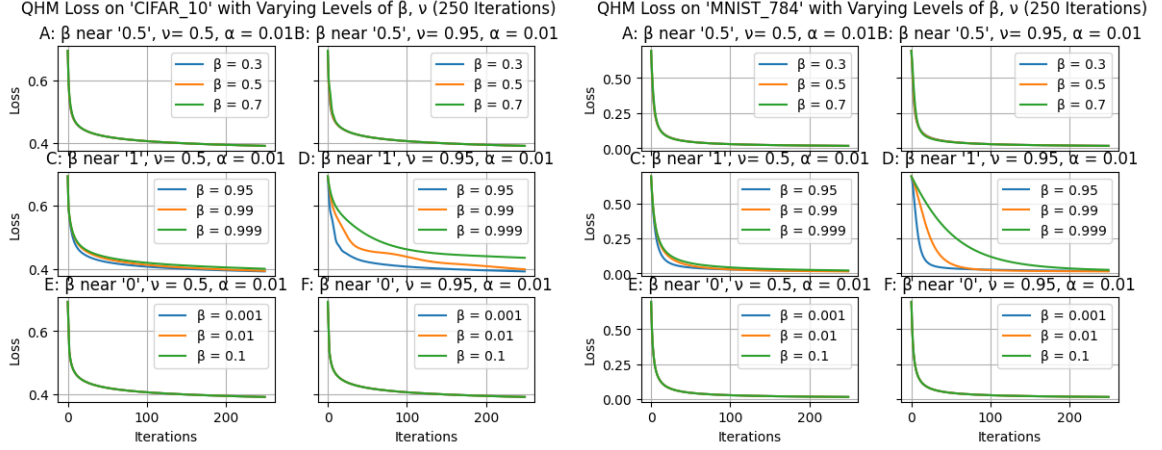 QHM Loss on 'CIFAR_10' with Varying Levels of β, ν (250 Iterations)
A: β near '0.5', ν= 0.5, α = 0.01
B: β near '0.5', ν= 0.95, α = 0.01
Loss
0.6
0.4
β = 0.3
β = 0.5
β = 0.7
β = 0.3
β = 0.5
β = 0.7
C: β near '1', ν= 0.5, α = 0.01
D: β near '1', ν = 0.95, α = 0.01
Loss
0.6
0.4
β = 0.95
β = 0.99
β = 0.999
β = 0.95
β = 0.99
β = 0.999
E: β near '0', ν = 0.5, α = 0.01
F: β near '0', ν = 0.95, α = 0.01
Loss
0.6
0.4
β = 0.001
β = 0.01
β = 0.1
β = 0.001
β = 0.01
β = 0.1
0 100 200
0 100 200
Iterations
Iterations
QHM Loss on 'MNIST_784' with Varying Levels of β, ν (250 Iterations)
A: β near '0.5', ν= 0.5, α = 0.01
B: β near '0.5', ν= 0.95, α = 0.01
Loss
0.50
0.25
0.00
β = 0.3
β = 0.5
β = 0.7
β = 0.3
β = 0.5
β = 0.7
C: β near '1', ν= 0.5, α = 0.01
D: β near '1', ν = 0.95, α = 0.01
Loss
0.50
0.25
0.00
β = 0.95
β = 0.99
β = 0.999
β = 0.95
β = 0.99
β = 0.999
E: β near '0', ν = 0.5, α = 0.01
F: β near '0', ν = 0.95, α = 0.01
Loss
0.50
0.25
0.00
β = 0.001
β = 0.01
β = 0.1
β = 0.001
β = 0.01
β = 0.1
0 100 200
0 100 200
Iterations
Iterations